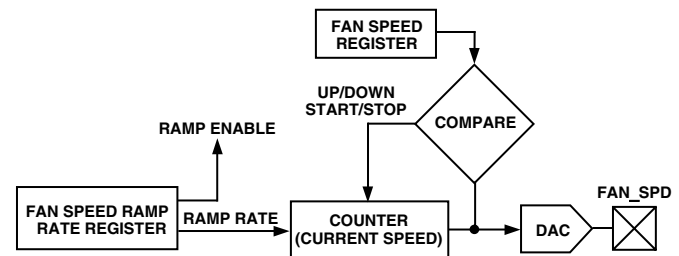 FAN SPEED
REGISTER
UP/DOWN
START/STOP
COMPARE
RAMP ENABLE
FAN_SPD
FAN SPEED RAMP
RATE REGISTER
RAMP RATE
COUNTER
(CURRENT SPEED)
DAC